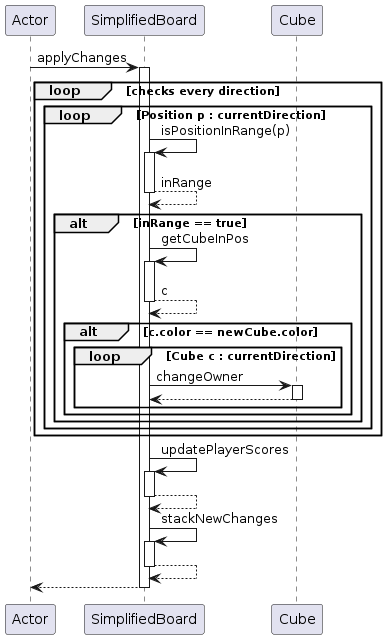 Actor SimplifiedBoard Cube
applyChanges
loop [checks every direction]
loop [Position p : currentDirection]
isPositionInRange(p)
inRange
alt [inRange == true]
getCubeInPos
c
alt [c.color == newCube.color]
loop [Cube c : currentDirection]
changeOwner
updatePlayerScores
stackNewChanges
Actor SimplifiedBoard Cube